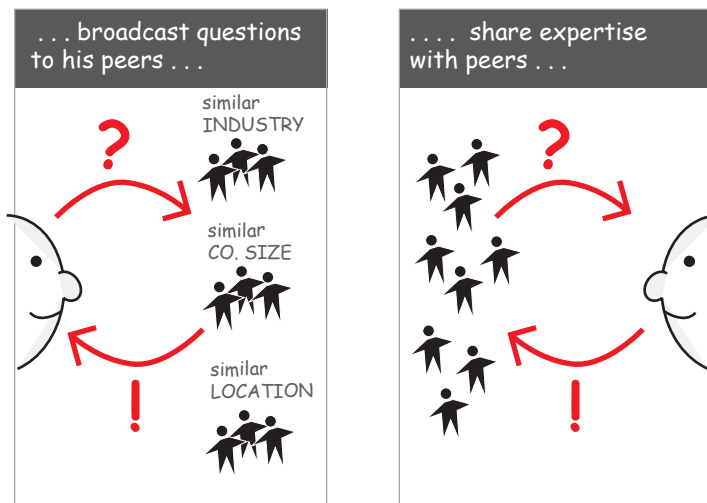 . . . broadcast questions
to his peers . . .
similar
INDUSTRY
?
similar
CO. SIZE
!
similar
LOCATION
. . . . share expertise
with peers . . .
?
!